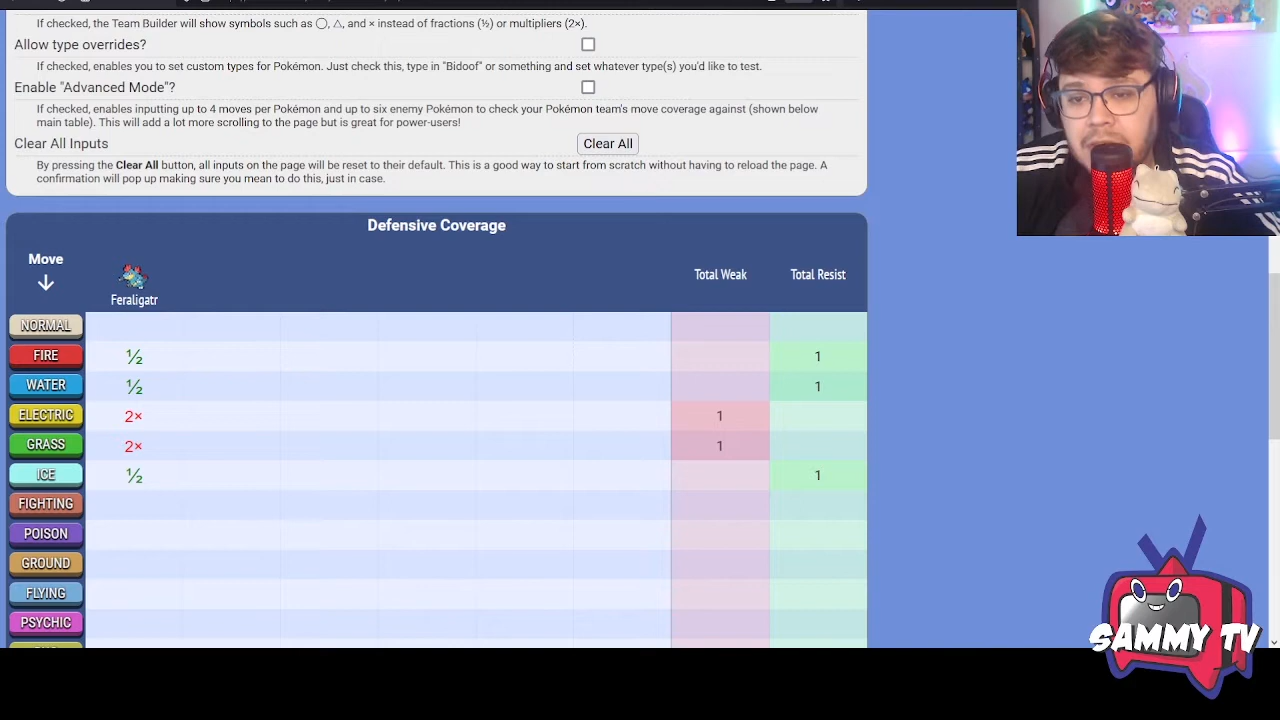 If checked, the Team Builder will show symbols such as ◯, △, and × instead of fractions (½) or multipliers (2×).
Allow type overrides?
If checked, enables you to set custom types for Pokémon. Just check this, type in "Bidoof" or something and set whatever type(s) you'd like to test.
Enable "Advanced Mode"?
If checked, enables inputting up to 4 moves per Pokémon and up to six enemy Pokémon to check your Pokémon team's move coverage against (shown below
main table). This will add a lot more scrolling to the page but is great for power-users!
Clear All Inputs
Clear All
By pressing the Clear All button, all inputs on the page will be reset to their default. This is a good way to start from scratch without having to reload the page. A
confirmation will pop up making sure you mean to do this, just in case.
Defensive Coverage
Move
Feraligatr
Total Weak
Total Resist
NORMAL
FIRE ½ 1
WATER ½ 1
ELECTRIC 2× 1
GRASS 2× 1
ICE ½ 1
FIGHTING
POISON
GROUND
FLYING
PSYCHIC
SAMMY TV